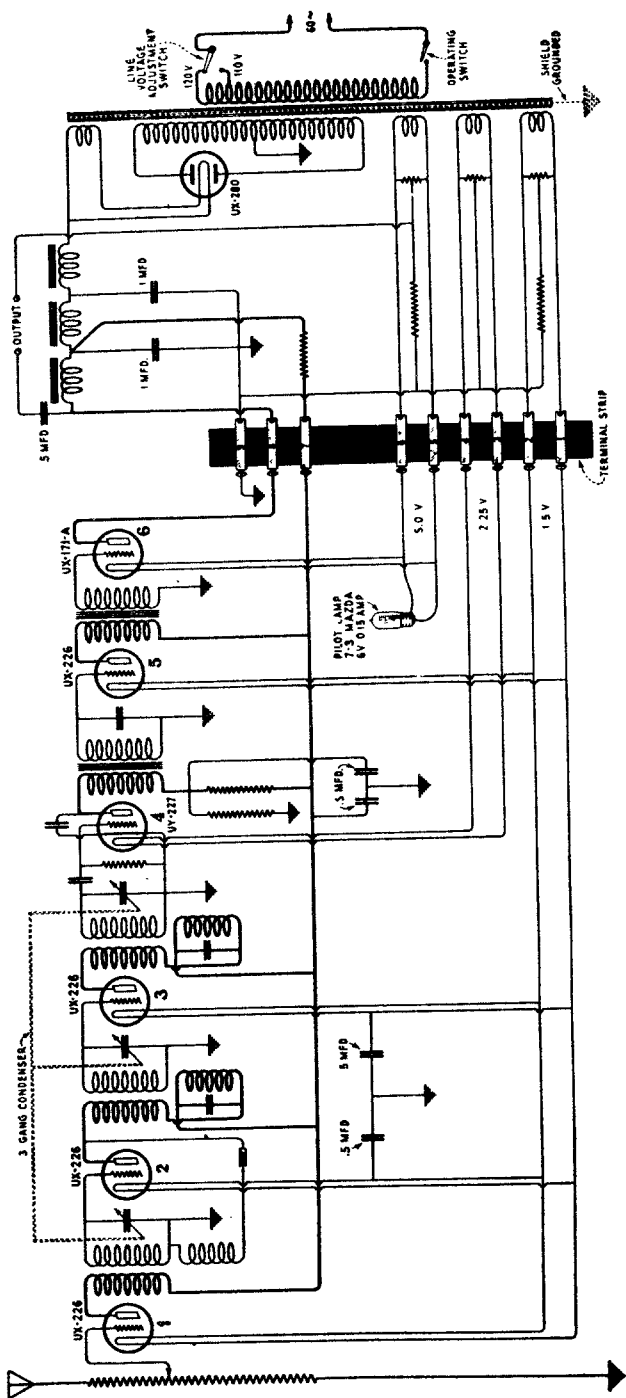 LINE
VOLTAGE
ADJUSTMENT
SWITCH
120 V
110 V
60~
OPERATING
SWITCH
SHIELD
GROUNDED
UX-280
OUTPUT
5 MFD
1 MFD
1 MFD.
TERMINAL STRIP
5.0 V
2.25 V
1.5 V
PILOT LAMP
7-3 MAZDA
6V 0.15 AMP
UX-171-A
6
UX-226
5
UY-227
4
.5 MFD.
3 GANG CONDENSER
UX-226
3
UX-226
2
UX-226
1
.5 MFD
.5 MFD